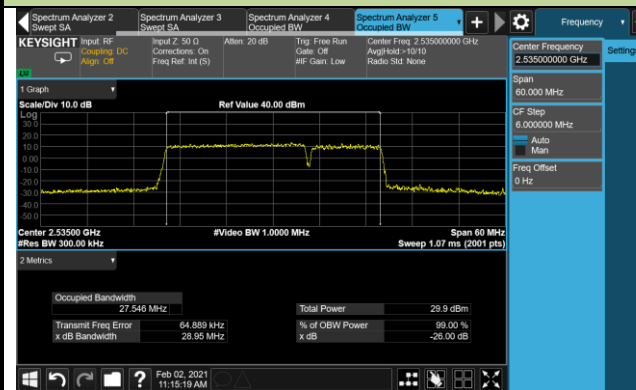 Spectrum Analyzer 2
Swept SA
Spectrum Analyzer 3
Swept SA
Spectrum Analyzer 4
Occupied BW
Spectrum Analyzer 5
Occupied BW
Frequency
KEYSIGHT
Input: RF
Coupling: DC
Align: Off
Input Z: 50 Ω
Corrections: On
Freq Ref: Int (S)
Atten: 20 dB
Trig: Free Run
Gate: Off
#IF Gain: Low
Center Freq: 2.535000000 GHz
Avg|Hold:>10/10
Radio Std: None
Center Frequency
2.535000000 GHz
Settings
Span
60.000 MHz
CF Step
6.000000 MHz
Auto
Man
Freq Offset
0 Hz
1 Graph
Scale/Div 10.0 dB
Ref Value 40.00 dBm
Log
30.0
20.0
10.0
0.00
-10.0
-20.0
-30.0
-40.0
-50.0
Center 2.53500 GHz
#Video BW 1.0000 MHz
Span 60 MHz
#Res BW 300.00 kHz
Sweep 1.07 ms (2001 pts)
2 Metrics
Occupied Bandwidth
27.546 MHz
Total Power
29.9 dBm
Transmit Freq Error
64.889 kHz
% of OBW Power
99.00 %
x dB Bandwidth
28.95 MHz
x dB
-26.00 dB
Feb 02, 2021
11:15:19 AM